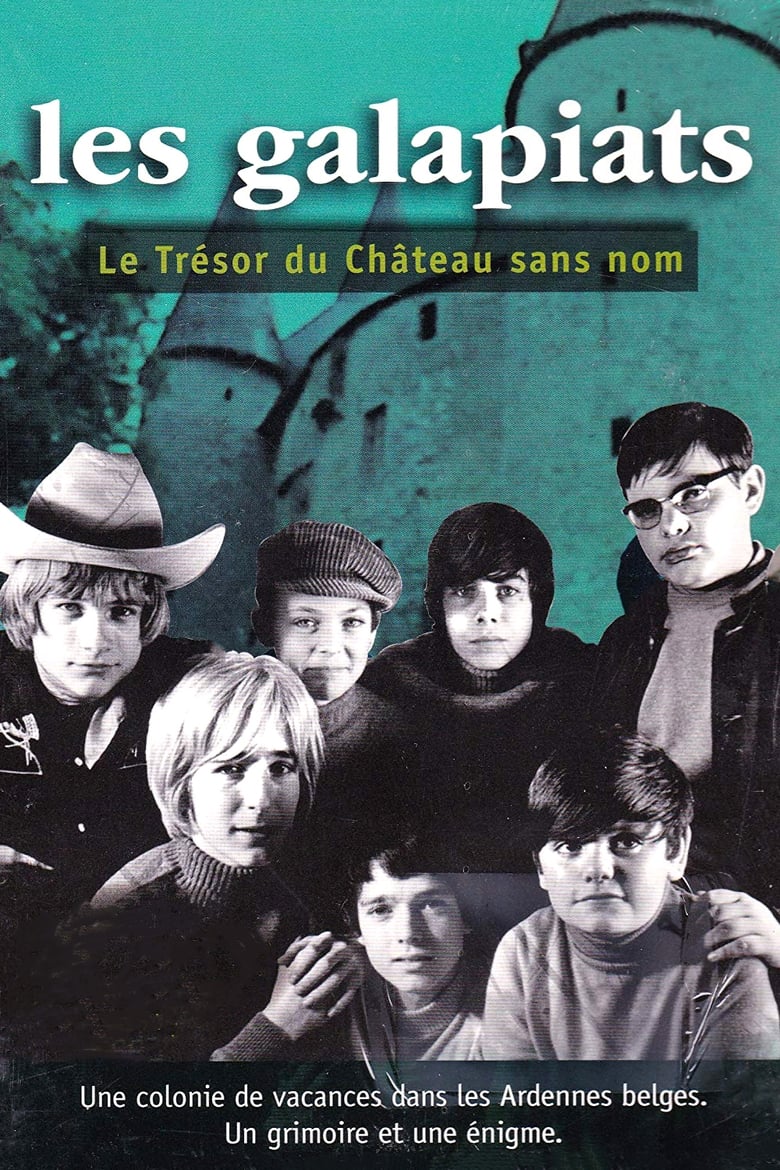 les galapiats
Le Trésor du Château sans nom
Une colonie de vacances dans les Ardennes belges.
Un grimoire et une énigme.